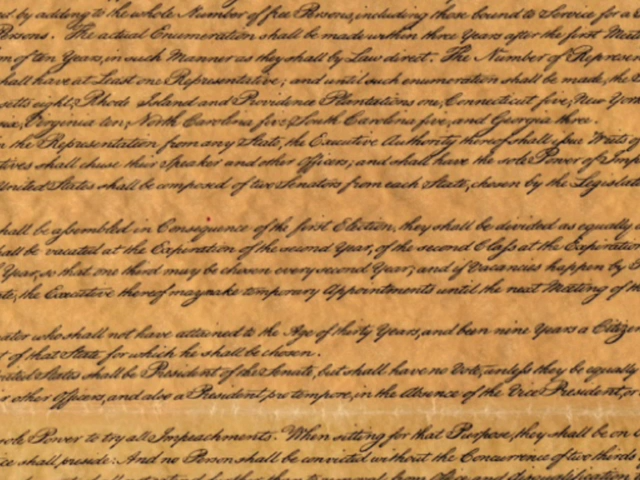 d by adding to the whole Number of free Persons, including those bound to Service for a
Persons. The actual Enumeration shall be made within three Years after the first Meeti
m of ten Years, in such Manner as they shall by Law direct. The Number of Represen
hall have at Least one Representative; and until such enumeration shall be made, the
setts eight, Rhode Island and Providence Plantations one, Connecticut five, New York
six, Virginia ten, North Carolina five, South Carolina five, and Georgia three.
n the Representation from any State, the Executive Authority thereof shall issue Writs of
tives shall chuse their Speaker and other Officers; and shall have the sole Power of Imp
United States shall be composed of two Senators from each State, chosen by the Legislat
hall be assembled in Consequence of the first Election, they shall be divided as equally a
hall be vacated at the Expiration of the second Year, of the second Class at the Expiration
Year, so that one third may be chosen every second Year; and if Vacancies happen by R
te, the Executive thereof may make temporary Appointments until the next Meeting of th
nator who shall not have attained to the Age of thirty Years, and been nine Years a Citizen
t of that State for which he shall be chosen.
nited States shall be President of the Senate, but shall have no Vote, unless they be equally
r other Officers, and also a President pro tempore, in the Absence of the Vice President, or
sole Power to try all Impeachments. When sitting for that Purpose, they shall be on O
ice shall preside: And no Person shall be convicted without the Concurrence of two thirds